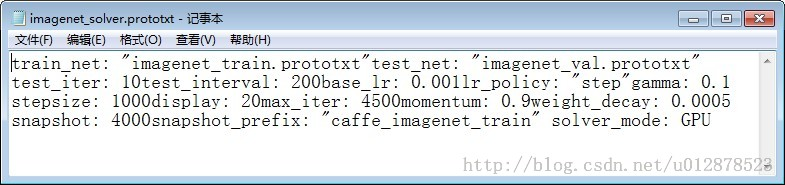 imagenet_solver.prototxt - 记事本
文件(F) 编辑(E) 格式(O) 查看(V) 帮助(H)
train_net: "imagenet_train.prototxt"test_net: "imagenet_val.prototxt"
test_iter: 10test_interval: 200base_lr: 0.001lr_policy: "step"gamma: 0.1
stepsize: 1000display: 20max_iter: 4500momentum: 0.9weight_decay: 0.0005
snapshot: 4000snapshot_prefix: "caffe_imagenet_train" solver_mode: GPU
http://blog.csdn.net/u012878523